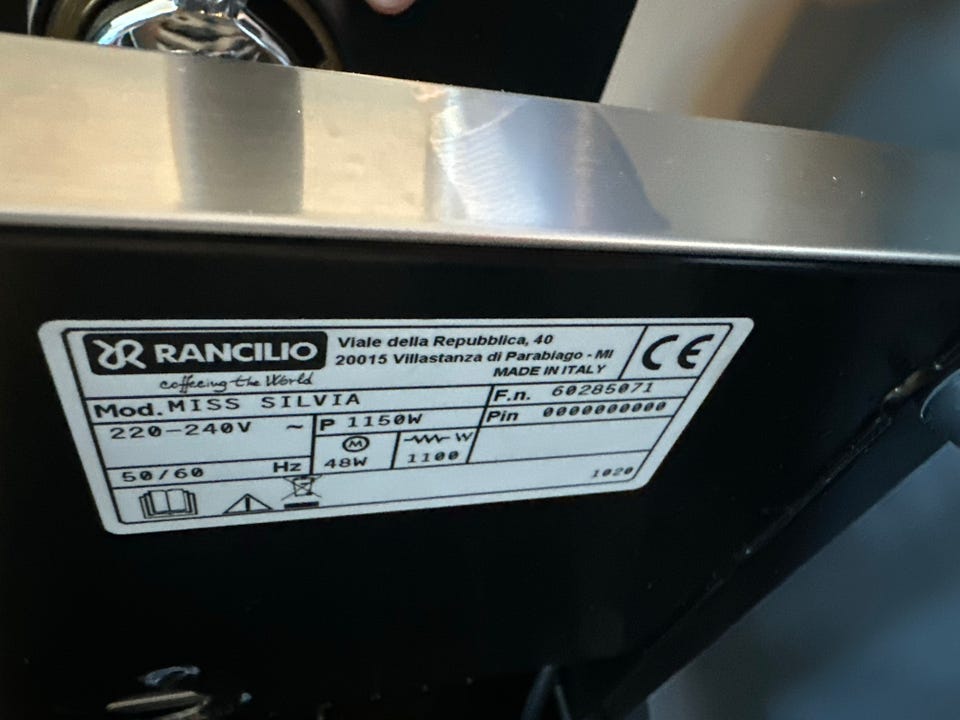 RANCILIO
coffeeing the World
Viale della Repubblica, 40
20015 Villastanza di Parabiago - MI
MADE IN ITALY
CE
Mod. MISS SILVIA
F.n. 60285071
Pin 0000000000
220-240V ~
P 1150W
M
W
50/60 Hz
48W
1100
1020